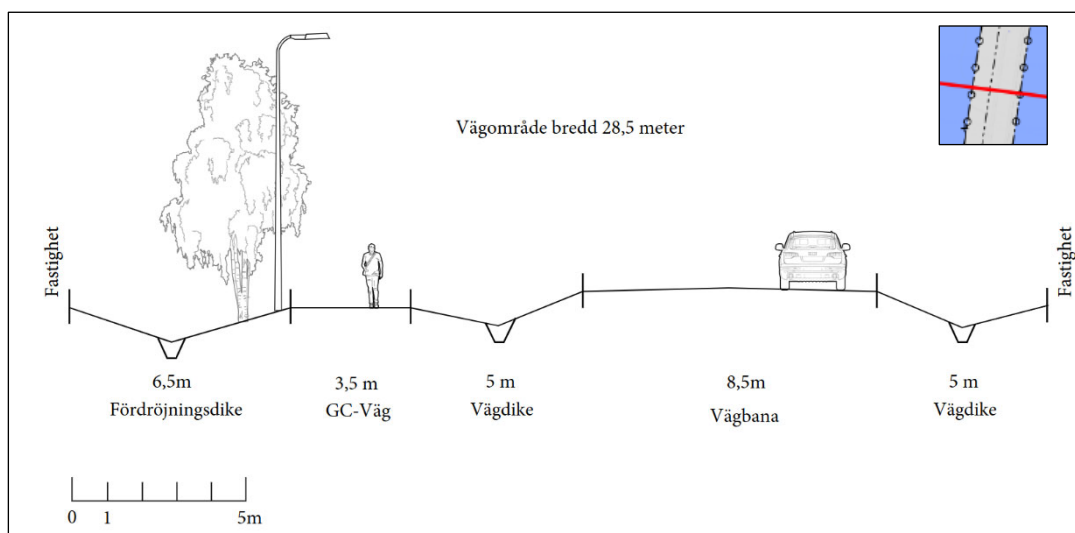 Vägområde bredd 28,5 meter
Fastighet
Fastighet
6,5m
Fördröjningsdike
3,5 m
GC-Väg
5 m
Vägdike
8,5m
Vägbana
5 m
Vägdike
0 1 5m